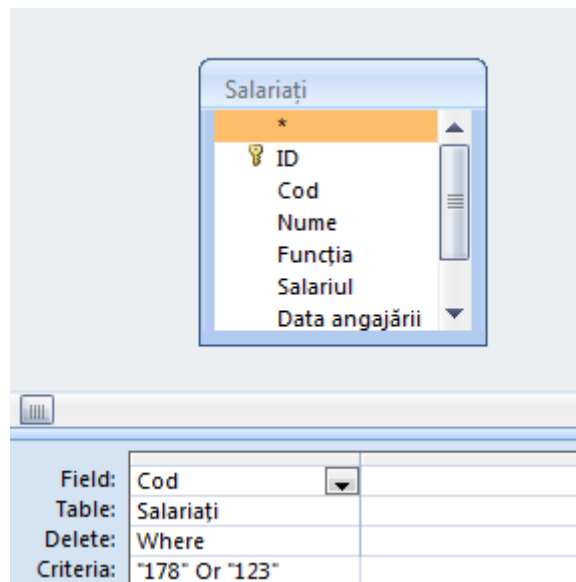 Salariați
*
ID
Cod
Nume
Funcția
Salariul
Data angajării
Field: Cod
Table: Salariați
Delete: Where
Criteria: "178" Or "123"